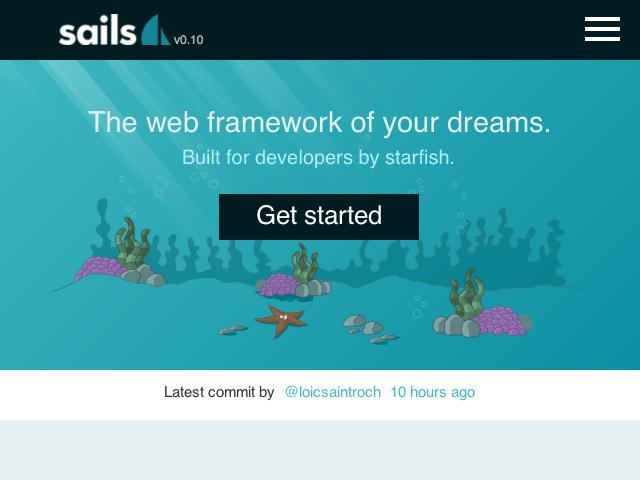 sails v0.10
The web framework of your dreams.
Built for developers by starfish.
Get started
Latest commit by @loicsaintroch 10 hours ago